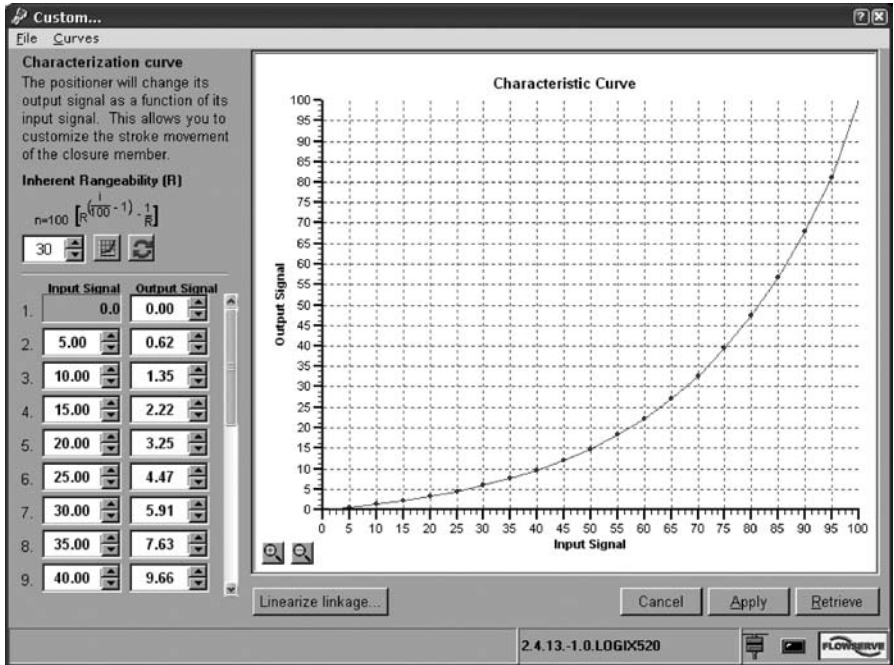 Custom...
File Curves
Characterization curve
The positioner will change its
output signal as a function of its
input signal. This allows you to
customize the stroke movement
of the closure member.
Inherent Rangeability (R)
n=100 [R^(i/100 - 1) - 1/R]
30
Input Signal Output Signal
1. 0.0 0.00
2. 5.00 0.62
3. 10.00 1.35
4. 15.00 2.22
5. 20.00 3.25
6. 25.00 4.47
7. 30.00 5.91
8. 35.00 7.63
9. 40.00 9.66
Characteristic Curve
Output Signal
100
95
90
85
80
75
70
65
60
55
50
45
40
35
30
25
20
15
10
5
0
0 5 10 15 20 25 30 35 40 45 50 55 60 65 70 75 80 85 90 95 100
Input Signal
Linearize linkage... Cancel Apply Retrieve
2.4.13.-1.0.LOGIX520 FLOWSERVE